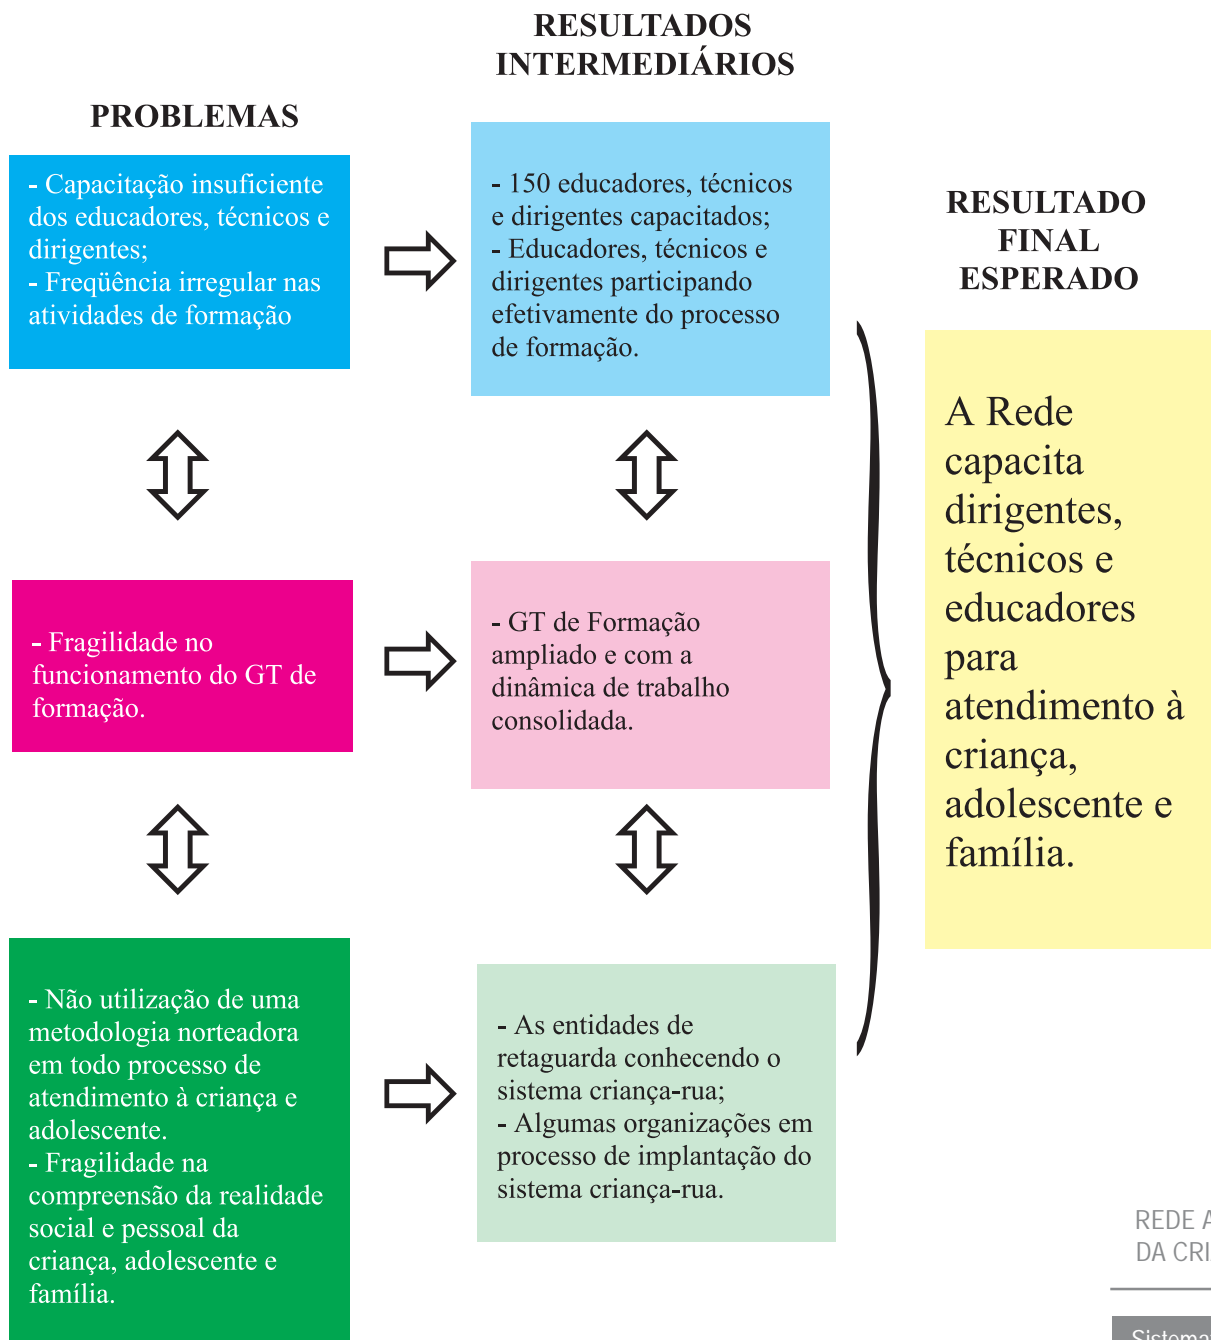 RESULTADOS
INTERMEDIÁRIOS
PROBLEMAS
- Capacitação insuficiente
dos educadores, técnicos e
dirigentes;
- Freqüência irregular nas
atividades de formação
- 150 educadores, técnicos
e dirigentes capacitados;
- Educadores, técnicos e
dirigentes participando
efetivamente do processo
de formação.
RESULTADO
FINAL
ESPERADO
- Fragilidade no
funcionamento do GT de
formação.
- GT de Formação
ampliado e com a
dinâmica de trabalho
consolidada.
A Rede
capacita
dirigentes,
técnicos e
educadores
para
atendimento à
criança,
adolescente e
família.
- Não utilização de uma
metodologia norteadora
em todo processo de
atendimento à criança e
adolescente.
- Fragilidade na
compreensão da realidade
social e pessoal da
criança, adolescente e
família.
- As entidades de
retaguarda conhecendo o
sistema criança-rua;
- Algumas organizações em
processo de implantação do
sistema criança-rua.
REDE A
DA CRI
Sistema